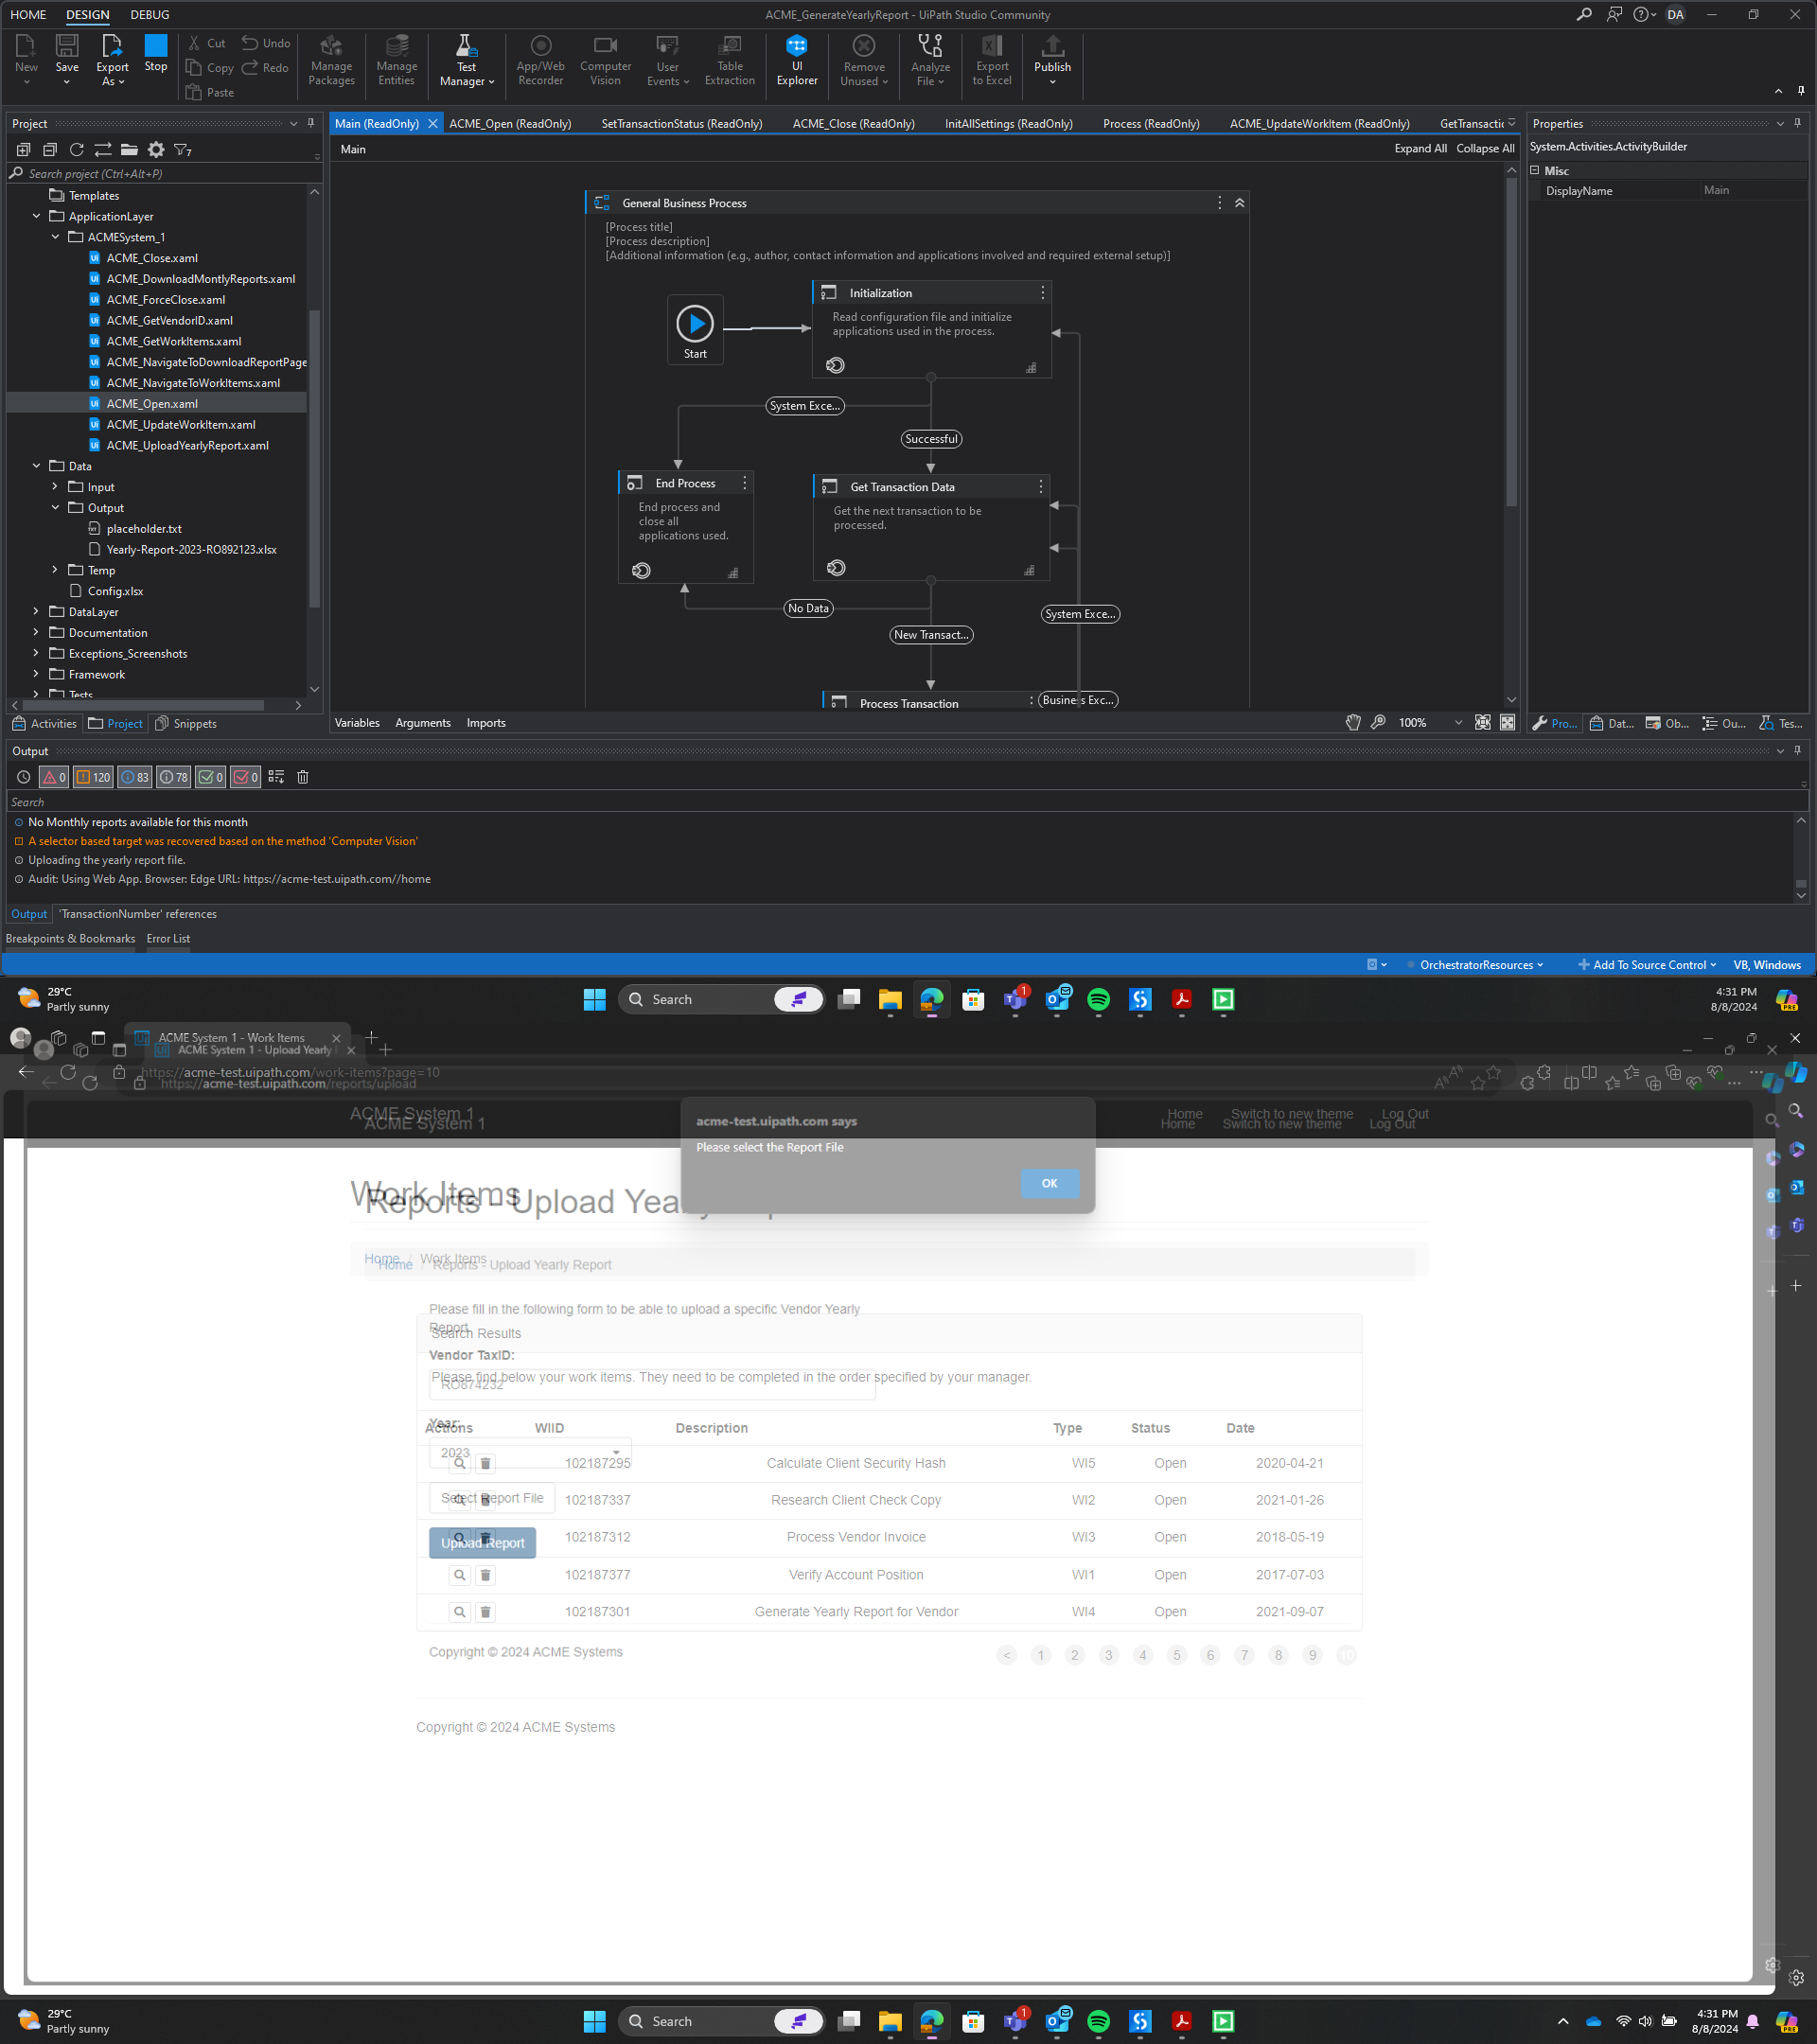 HOME DESIGN DEBUG
ACME_GenerateYearlyReport - UiPath Studio Community
DA
New
Save
Export As
Stop
Cut
Copy
Paste
Undo
Redo
Manage Packages
Manage Entities
Test Manager
App/Web Recorder
Computer Vision
User Events
Table Extraction
UI Explorer
Remove Unused
Analyze File
Export to Excel
Publish
Project
Search project (Ctrl+Alt+P)
Templates
ApplicationLayer
ACMESystem_1
ACME_Close.xaml
ACME_DownloadMontlyReports.xaml
ACME_ForceClose.xaml
ACME_GetVendorID.xaml
ACME_GetWorkItems.xaml
ACME_NavigateToDownloadReportPage
ACME_NavigateToWorkItems.xaml
ACME_Open.xaml
ACME_UpdateWorkItem.xaml
ACME_UploadYearlyReport.xaml
Data
Input
Output
placeholder.txt
Yearly-Report-2023-RO892123.xlsx
Temp
Config.xlsx
DataLayer
Documentation
Exceptions_Screenshots
Framework
Tests
Activities Project Snippets
Main (ReadOnly) ACME_Open (ReadOnly) SetTransactionStatus (ReadOnly) ACME_Close (ReadOnly) InitAllSettings (ReadOnly) Process (ReadOnly) ACME_UpdateWorkItem (ReadOnly) GetTransactic
Main
Expand All Collapse All
General Business Process
[Process title]
[Process description]
[Additional information (e.g., author, contact information and applications involved and required external setup)]
Start
Initialization
Read configuration file and initialize
applications used in the process.
System Exce...
Successful
End Process
End process and
close all
applications used.
Get Transaction Data
Get the next transaction to be
processed.
No Data
System Exce...
New Transact...
Business Exc...
Process Transaction
Variables Arguments Imports
100%
Properties
System.Activities.ActivityBuilder
Misc
DisplayName Main
Pro... Dat... Ob... Ou... Tes...
Output
0 120 83 78 0 0
Search
No Monthly reports available for this month
A selector based target was recovered based on the method 'Computer Vision'
Uploading the yearly report file.
Audit: Using Web App. Browser: Edge URL: https://acme-test.uipath.com//home
Output 'TransactionNumber' references
Breakpoints & Bookmarks Error List
OrchestratorResources Add To Source Control VB, Windows
29°C
Partly sunny
Search
1
4:31 PM
8/8/2024
PRE
ACME System 1 - Work Items
ACME System 1 - Upload Yearly
https://acme-test.uipath.com/work-items?page=10
https://acme-test.uipath.com/reports/upload
ACME System 1
ACME System 1
Home Switch to new theme Log Out
Home Switch to new theme Log Out
acme-test.uipath.com says
Please select the Report File
OK
Work Items
Reports - Upload Yea
Home / Work Items
Home / Reports - Upload Yearly Report
Please fill in the following form to be able to upload a specific Vendor Yearly
Report
Search Results
Vendor TaxID:
Please find below your work items. They need to be completed in the order specified by your manager.
RO874232
Year:
Actions WIID Description Type Status Date
2023
102187295 Calculate Client Security Hash WI5 Open 2020-04-21
Select Report File
102187337 Research Client Check Copy WI2 Open 2021-01-26
102187312 Process Vendor Invoice WI3 Open 2018-05-19
Upload Report
102187377 Verify Account Position WI1 Open 2017-07-03
102187301 Generate Yearly Report for Vendor WI4 Open 2021-09-07
Copyright © 2024 ACME Systems
< 1 2 3 4 5 6 7 8 9 10
Copyright © 2024 ACME Systems
29°C
Partly sunny
Search
1
4:31 PM
8/8/2024
PRE